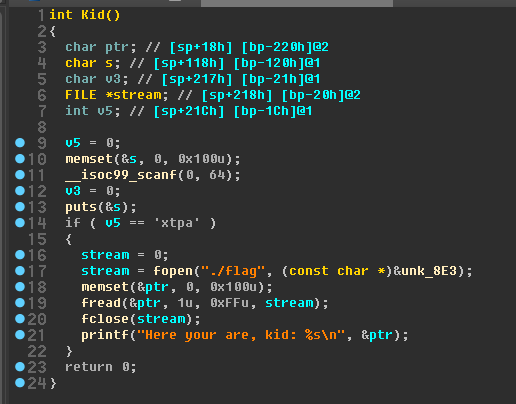 1 int Kid()
2 {
3 char ptr; // [sp+18h] [bp-220h]@2
4 char s; // [sp+118h] [bp-120h]@1
5 char v3; // [sp+217h] [bp-21h]@1
6 FILE *stream; // [sp+218h] [bp-20h]@2
7 int v5; // [sp+21Ch] [bp-1Ch]@1
8
9 v5 = 0;
10 memset(&s, 0, 0x100u);
11 __isoc99_scanf(0, 64);
12 v3 = 0;
13 puts(&s);
14 if ( v5 == 'xtpa' )
15 {
16 stream = 0;
17 stream = fopen("./flag", (const char *)&unk_8E3);
18 memset(&ptr, 0, 0x100u);
19 fread(&ptr, 1u, 0xFFu, stream);
20 fclose(stream);
21 printf("Here your are, kid: %s\n", &ptr);
22 }
23 return 0;
24 }